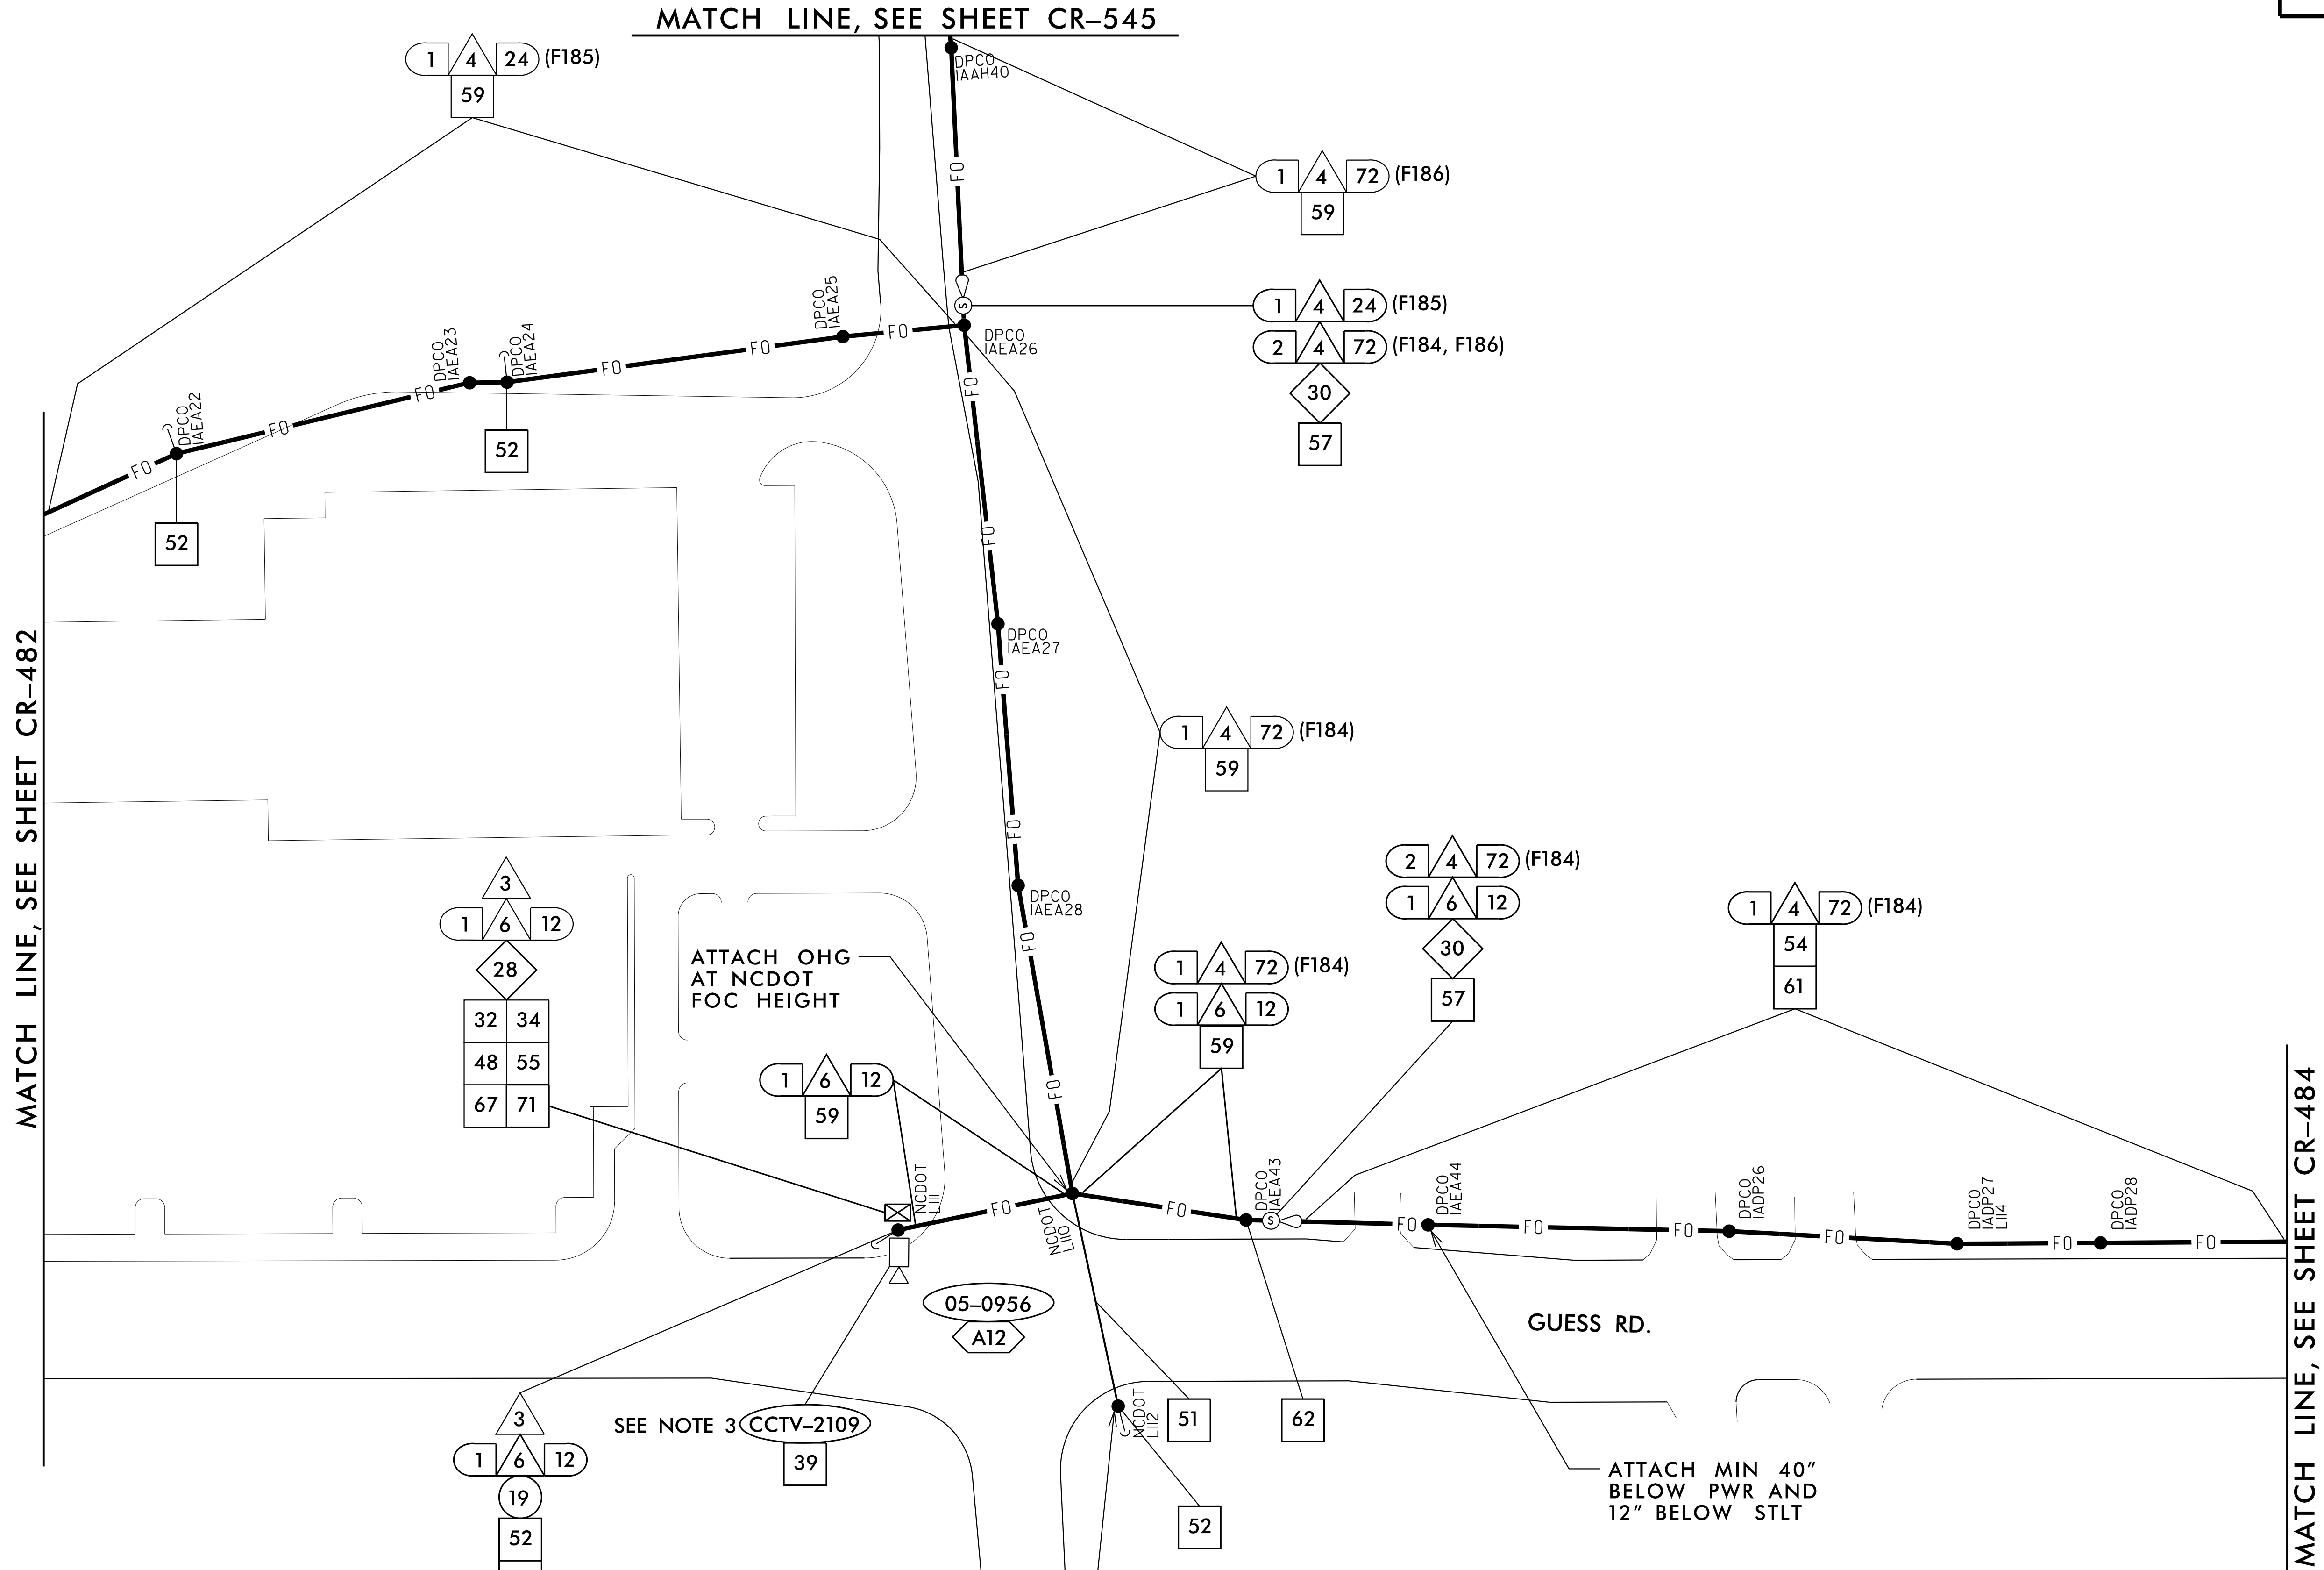 MATCH LINE, SEE SHEET CR–545
1 4 24 (F185)
59
DPCO
IAAH40
FO
1 4 72 (F186)
59
S
1 4 24 (F185)
2 4 72 (F184, F186)
30
57
DPCO
IAEA25
DPCO
IAEA26
FO
FO
FO
DPCO
IAEA23
DPCO
IAEA24
FO
FO
DPCO
IAEA22
FO
FO
52
52
FO
DPCO
IAEA27
MATCH LINE, SEE SHEET CR–482
FO
1 4 72 (F184)
59
FO
DPCO
IAEA28
FO
3
1 6 12
28
32 34
48 55
67 71
ATTACH OHG
AT NCDOT
FOC HEIGHT
1 4 72 (F184)
1 6 12
59
2 4 72 (F184)
1 6 12
30
57
1 4 72 (F184)
54
61
1 6 12
59
FO
NCDOT
L111
FO
NCDOT
L110
FO
DPCO
IAEA43
S
FO
DPCO
IAEA44
FO
FO
DPCO
IADP26
FO
DPCO
IADP27
L114
FO
DPCO
IADP28
FO
MATCH LINE, SEE SHEET CR–484
05–0956
A12
GUESS RD.
3
1 6 12
19
52
SEE NOTE 3 CCTV–2109
39
NCDOT
L112
51
62
52
ATTACH MIN 40"
BELOW PWR AND
12" BELOW STLT